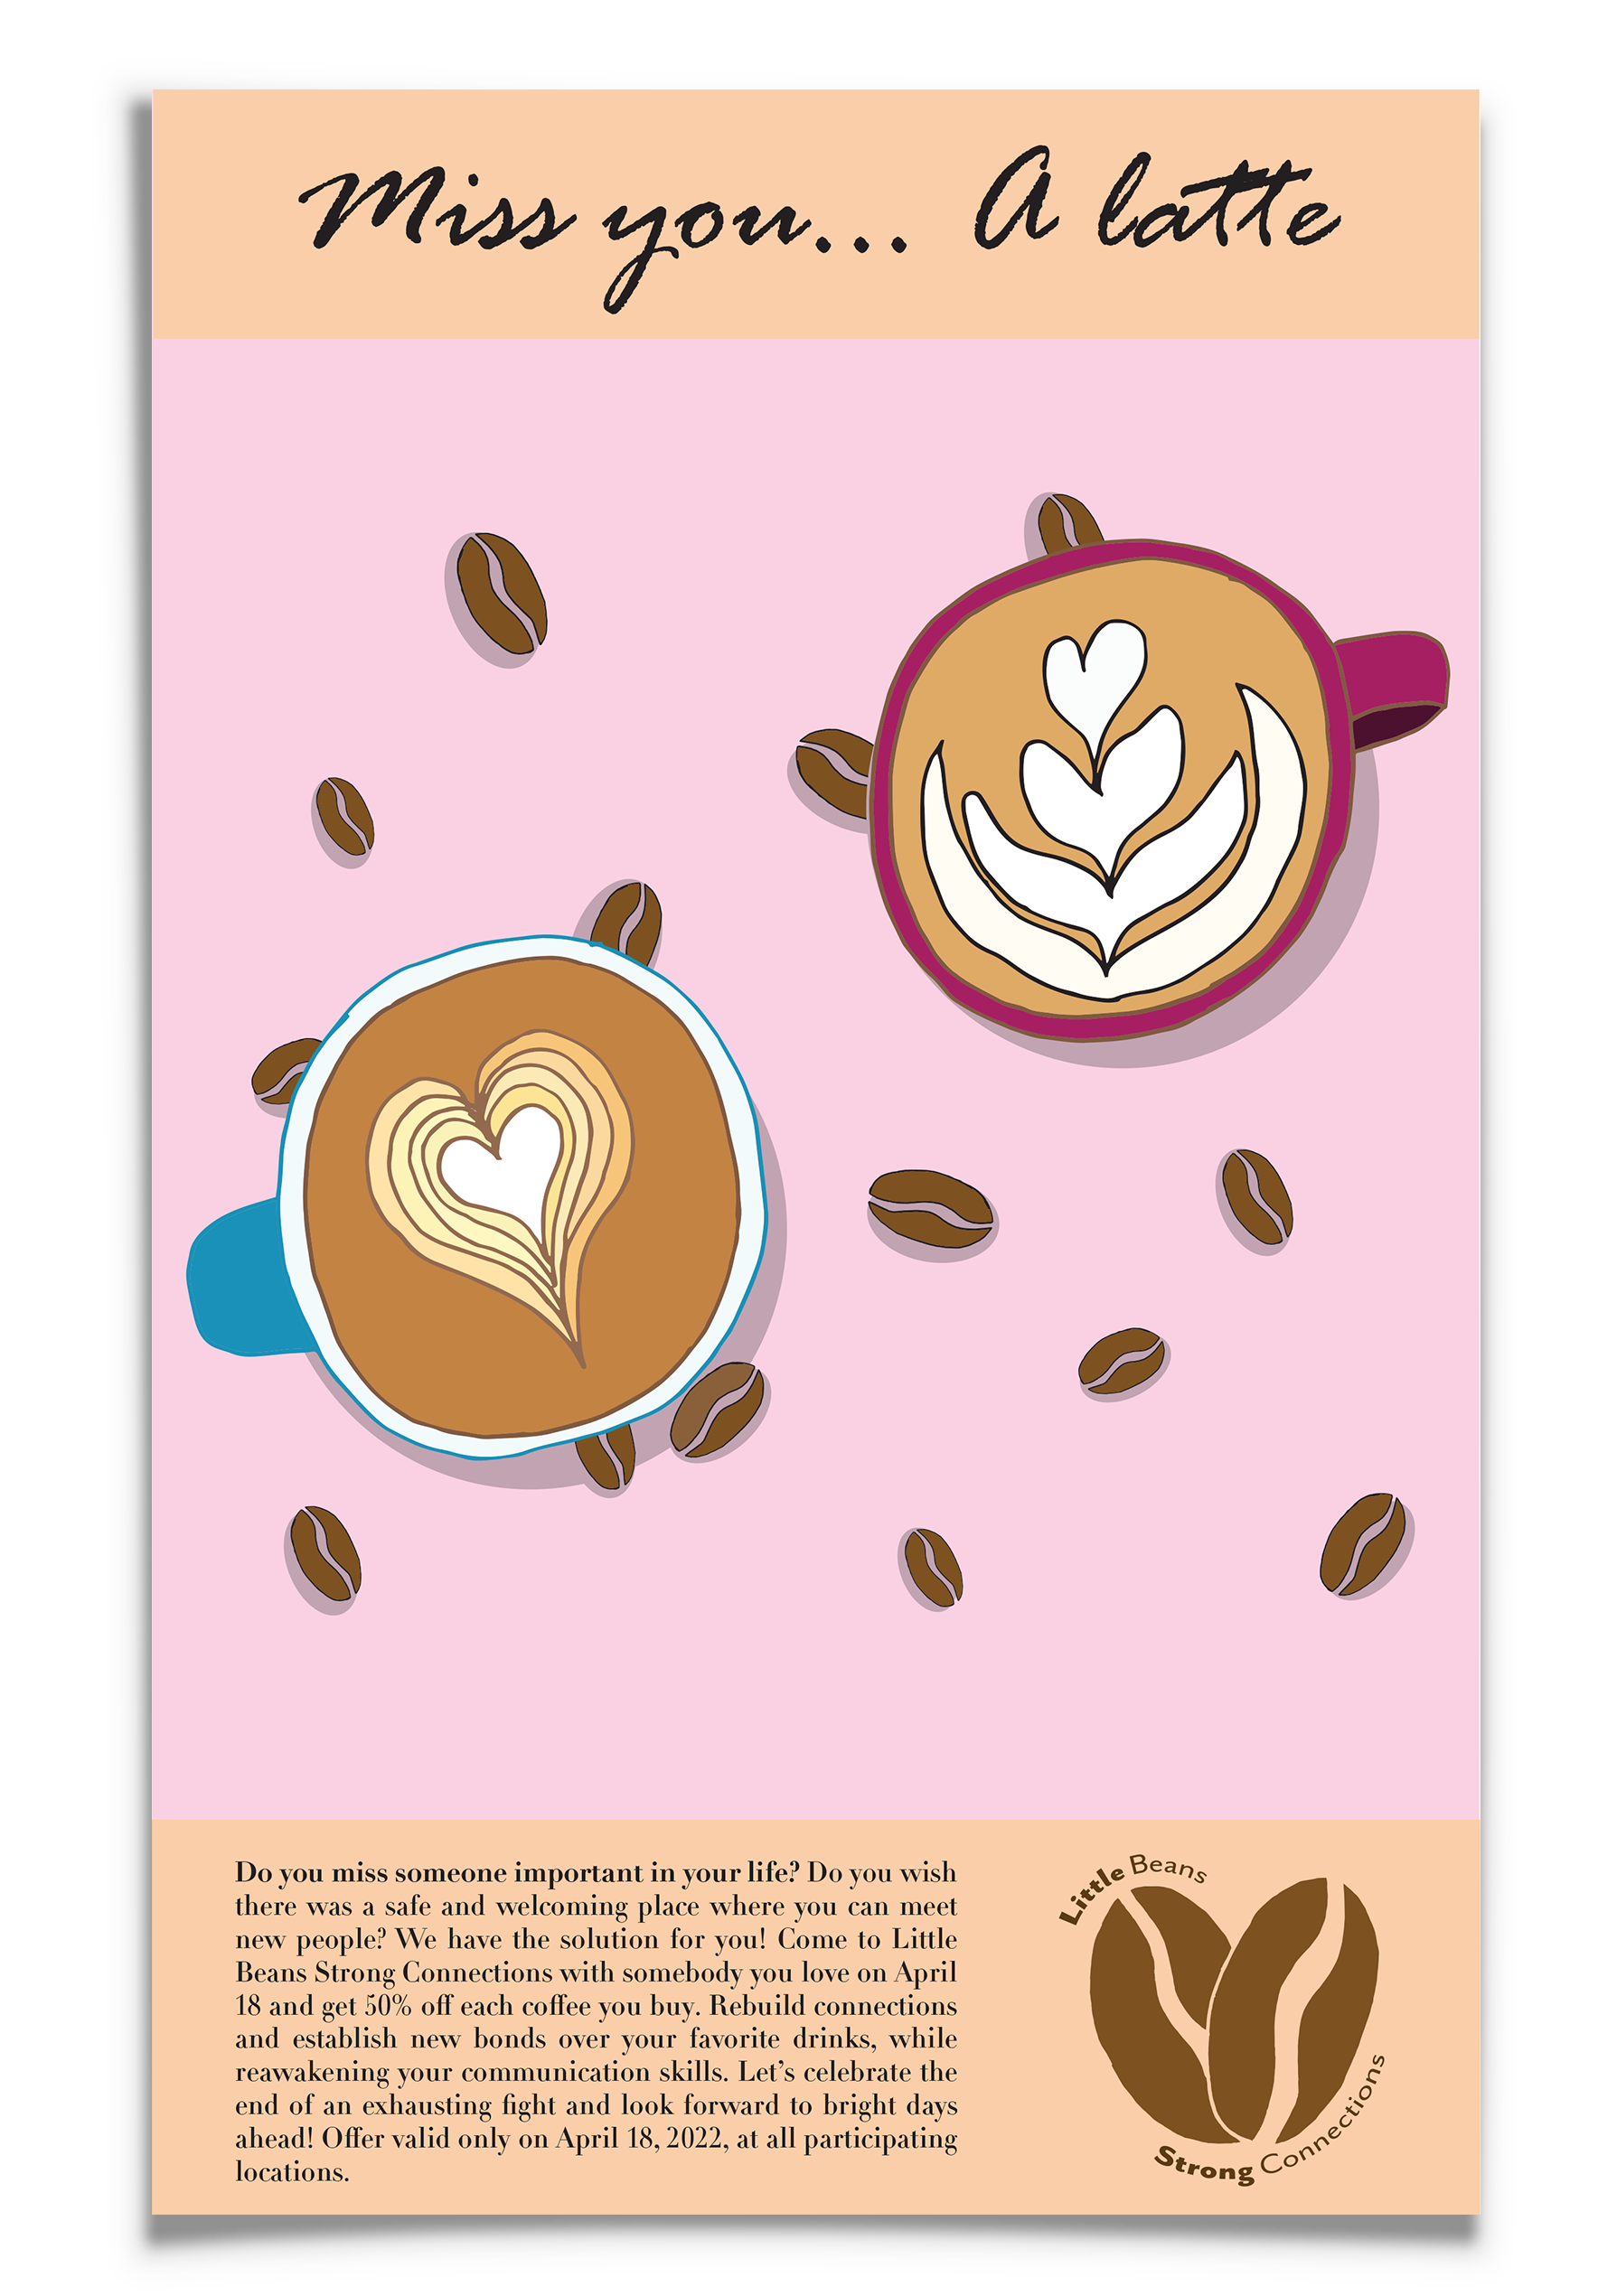 Miss you... A latte
Do you miss someone important in your life? Do you wish
there was a safe and welcoming place where you can meet
new people? We have the solution for you! Come to Little
Beans Strong Connections with somebody you love on April
18 and get 50% off each coffee you buy. Rebuild connections
and establish new bonds over your favorite drinks, while
reawakening your communication skills. Let’s celebrate the
end of an exhausting fight and look forward to bright days
ahead! Offer valid only on April 18, 2022, at all participating
locations.
Little Beans
Strong Connections